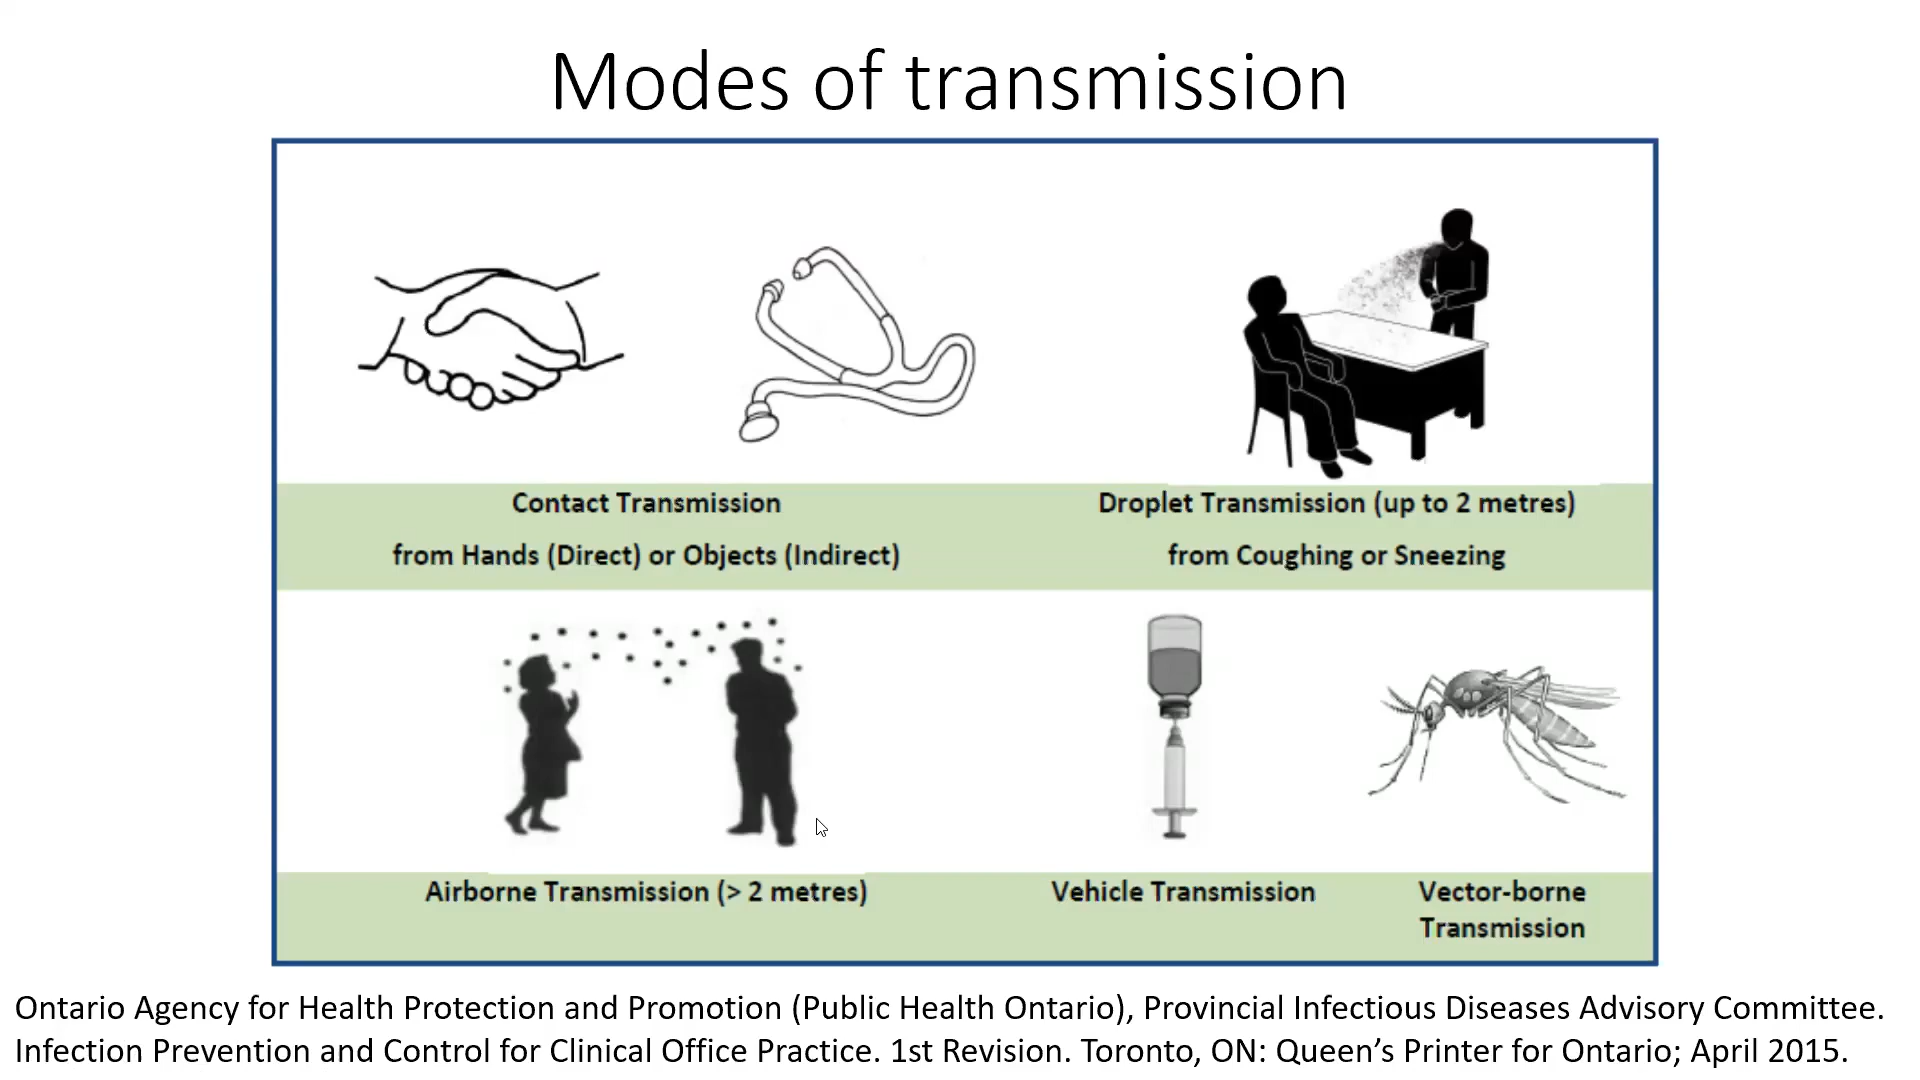 Modes of transmission
Contact Transmission
from Hands (Direct) or Objects (Indirect)
Droplet Transmission (up to 2 metres)
from Coughing or Sneezing
Airborne Transmission (> 2 metres)
Vehicle Transmission
Vector-borne
Transmission
Ontario Agency for Health Protection and Promotion (Public Health Ontario), Provincial Infectious Diseases Advisory Committee.
Infection Prevention and Control for Clinical Office Practice. 1st Revision. Toronto, ON: Queen’s Printer for Ontario; April 2015.